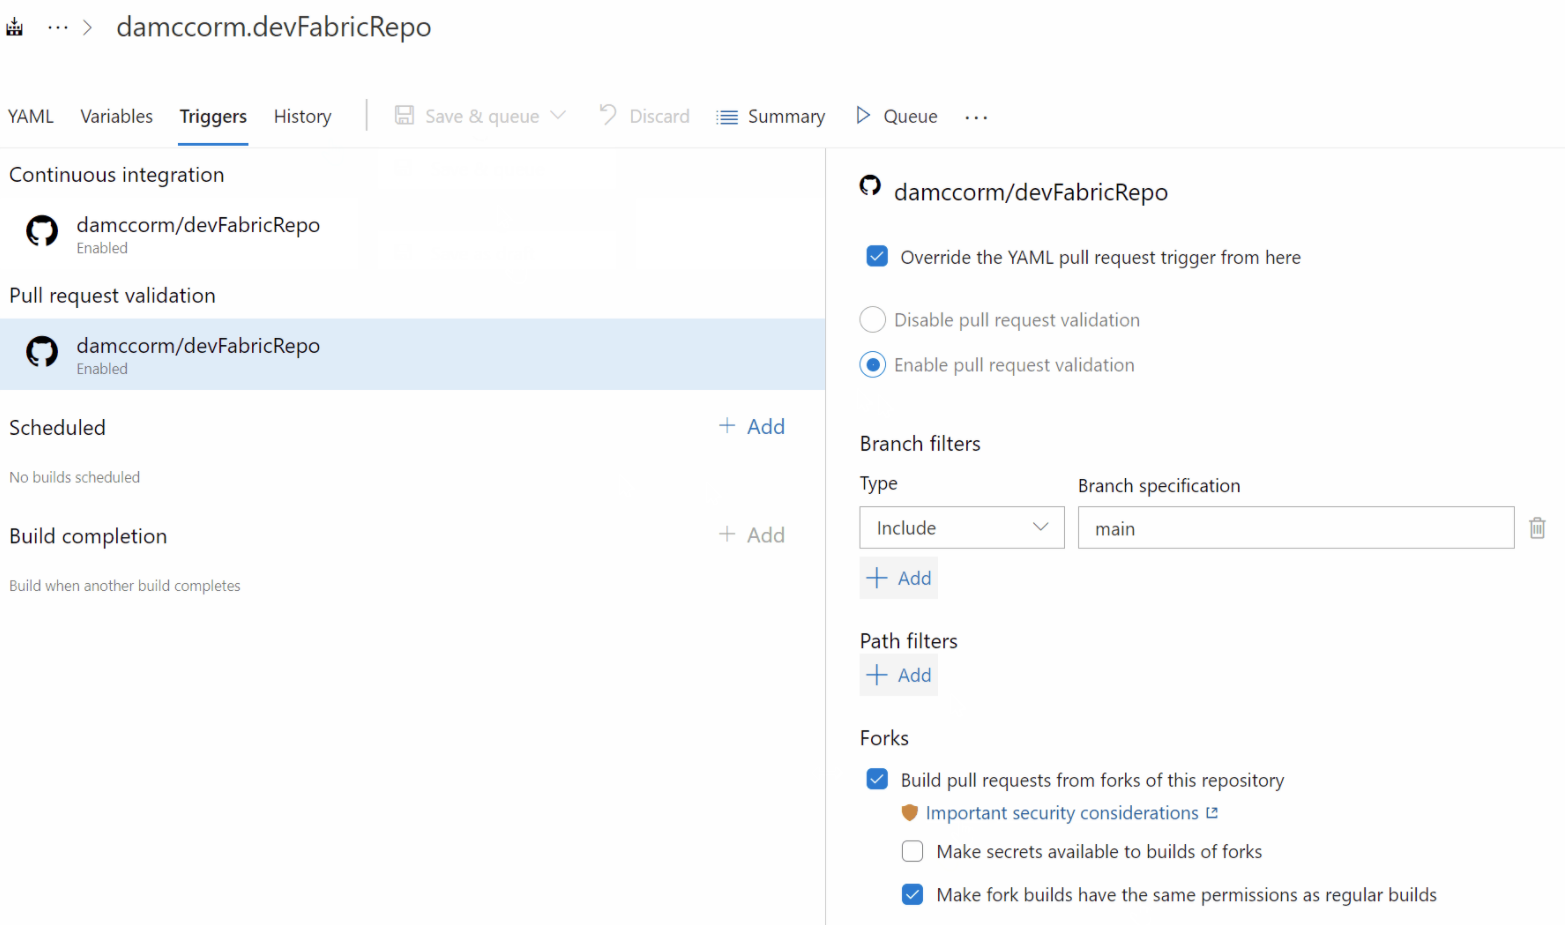 damccorm.devFabricRepo
YAML Variables Triggers History Save & queue Discard Summary Queue
Continuous integration
damccorm/devFabricRepo
Enabled
Pull request validation
damccorm/devFabricRepo
Enabled
Scheduled
+ Add
No builds scheduled
Build completion
+ Add
Build when another build completes
damccorm/devFabricRepo
Override the YAML pull request trigger from here
Disable pull request validation
Enable pull request validation
Branch filters
Type Branch specification
Include main
+ Add
Path filters
+ Add
Forks
Build pull requests from forks of this repository
Important security considerations
Make secrets available to builds of forks
Make fork builds have the same permissions as regular builds